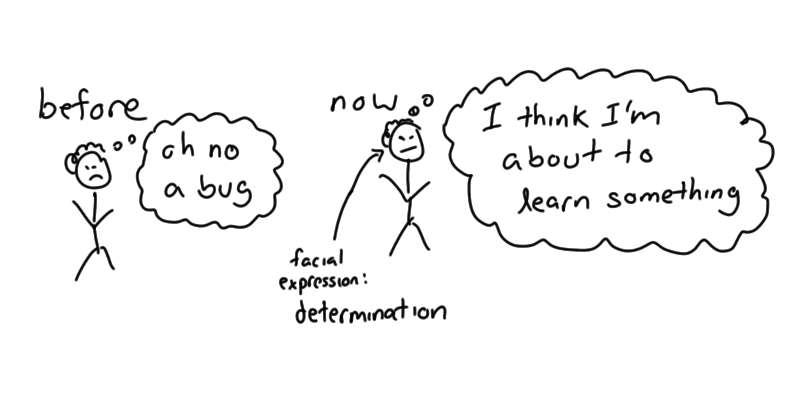 before
oh no
a bug
now
I think I'm
about to
learn something
facial
expression:
determination